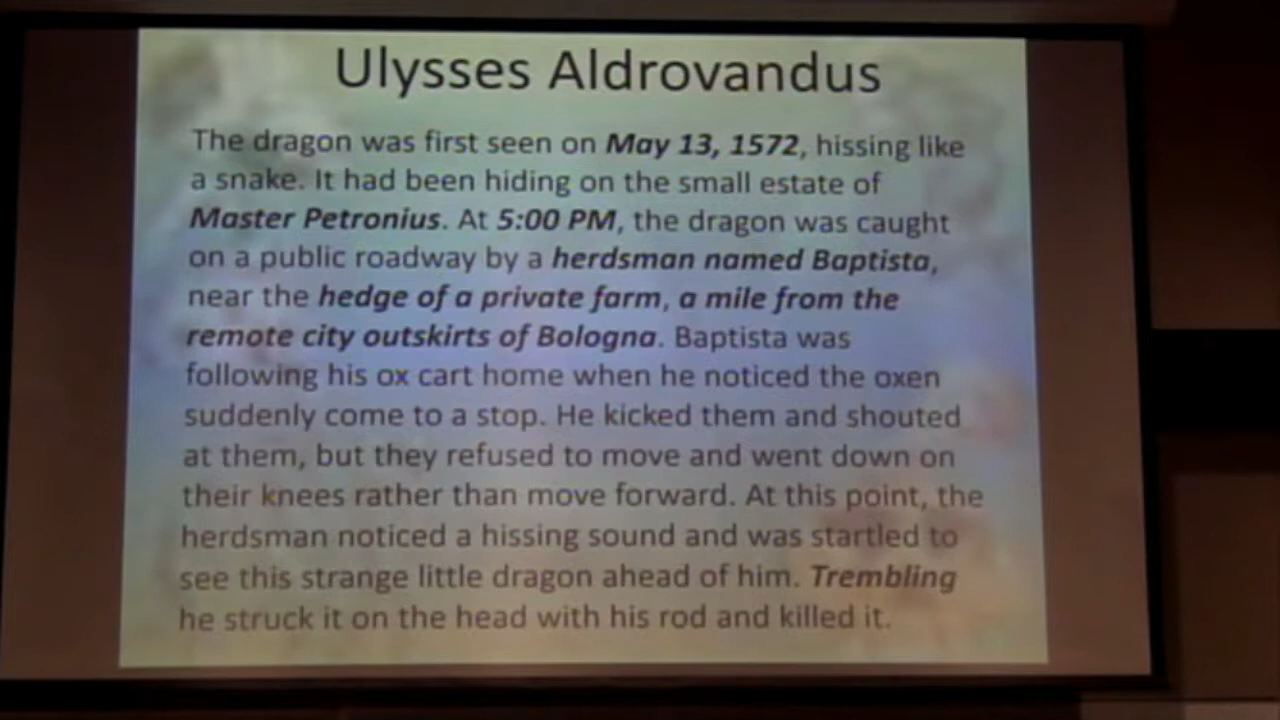 Ulysses Aldrovandus
The dragon was first seen on May 13, 1572, hissing like
a snake. It had been hiding on the small estate of
Master Petronius. At 5:00 PM, the dragon was caught
on a public roadway by a herdsman named Baptista,
near the hedge of a private farm, a mile from the
remote city outskirts of Bologna. Baptista was
following his ox cart home when he noticed the oxen
suddenly come to a stop. He kicked them and shouted
at them, but they refused to move and went down on
their knees rather than move forward. At this point, the
herdsman noticed a hissing sound and was startled to
see this strange little dragon ahead of him. Trembling
he struck it on the head with his rod and killed it.